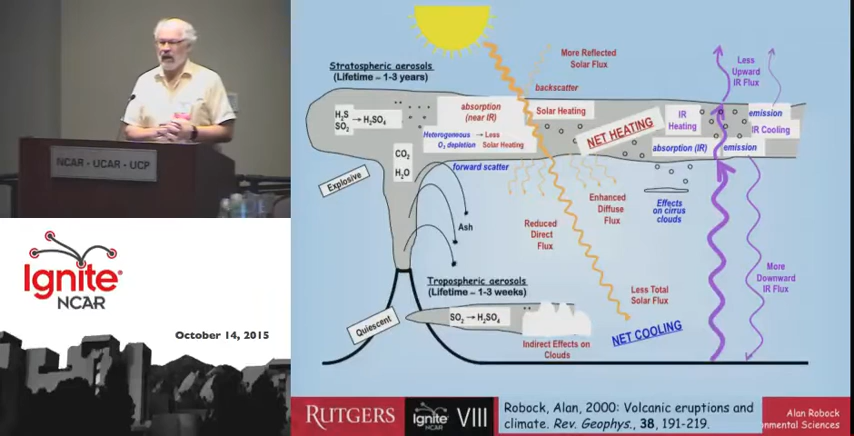 NCAR - UCAR - UCP
Ignite
NCAR
October 14, 2015
Stratospheric aerosols
(Lifetime – 1-3 years)
More Reflected
Solar Flux
backscatter
Less
Upward
IR Flux
H2S
SO2 → H2SO4
absorption
(near IR)
Solar Heating
NET HEATING
IR
Heating
emission
IR Cooling
Heterogeneous → Less
O3 depletion Solar Heating
absorption (IR)
emission
CO2
H2O
forward scatter
Explosive
Ash
Reduced
Direct
Flux
Enhanced
Diffuse
Flux
Effects
on cirrus
clouds
More
Downward
IR Flux
Tropospheric aerosols
(Lifetime – 1-3 weeks)
Less Total
Solar Flux
Quiescent
SO2 → H2SO4
Indirect Effects on
Clouds
NET COOLING
RUTGERS
Ignite
NCAR
VIII
Robock, Alan, 2000: Volcanic eruptions and
climate. Rev. Geophys., 38, 191-219.
Alan Robock
nmental Sciences